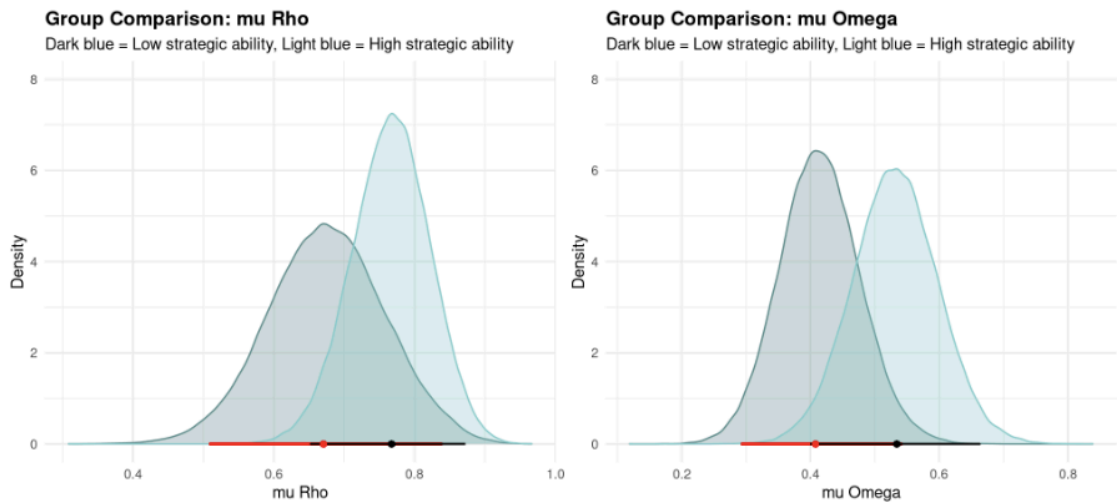 Group Comparison: mu Rho
Dark blue = Low strategic ability, Light blue = High strategic ability
8
6
4
2
0
Density
0.4
0.6
0.8
1.0
mu Rho
Group Comparison: mu Omega
Dark blue = Low strategic ability, Light blue = High strategic ability
8
6
4
2
0
Density
0.2
0.4
0.6
0.8
mu Omega